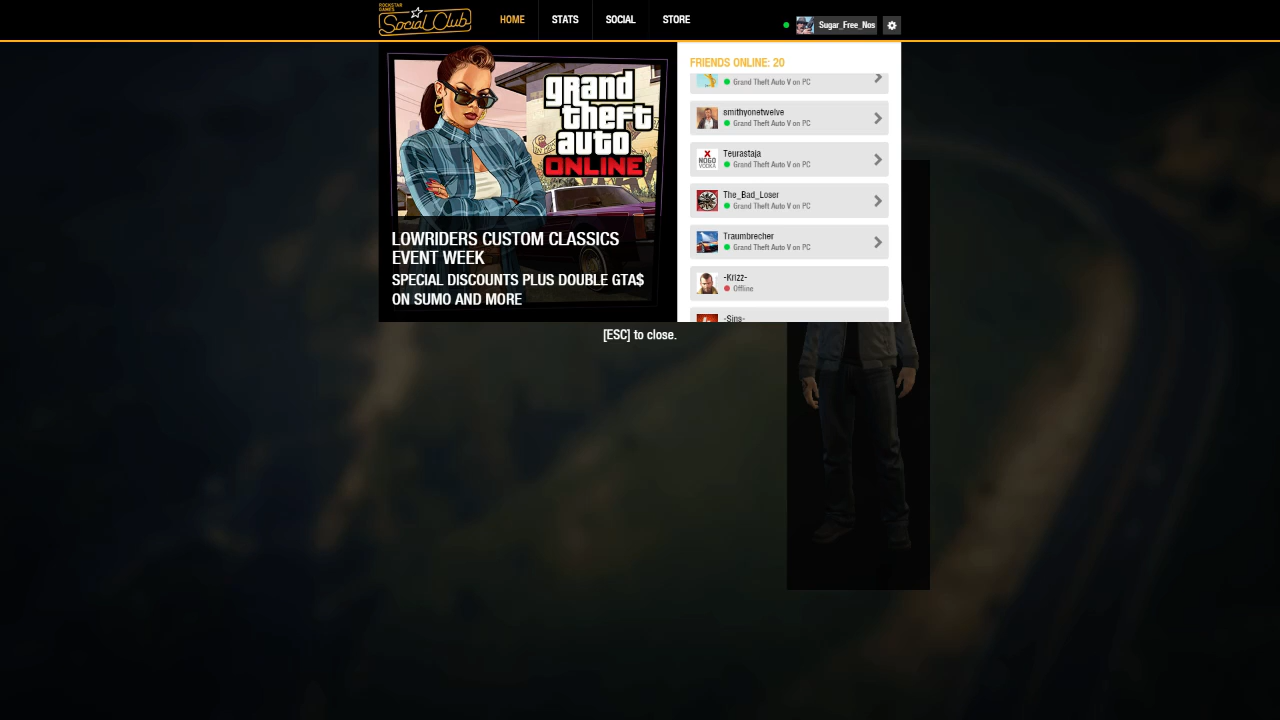 ROCKSTAR
GAMES
Social Club
HOME
STATS
SOCIAL
STORE
Sugar_Free_Nos
grand
theft
auto
ONLINE
LOWRIDERS CUSTOM CLASSICS
EVENT WEEK
SPECIAL DISCOUNTS PLUS DOUBLE GTA$
ON SUMO AND MORE
FRIENDS ONLINE: 20
Grand Theft Auto V on PC
smithyonetwelve
Grand Theft Auto V on PC
X
NOGO
VODKA
Teurastaja
Grand Theft Auto V on PC
The_Bad_Loser
Grand Theft Auto V on PC
Traumbrecher
Grand Theft Auto V on PC
-Krizz-
Offline
-Sins-
[ESC] to close.